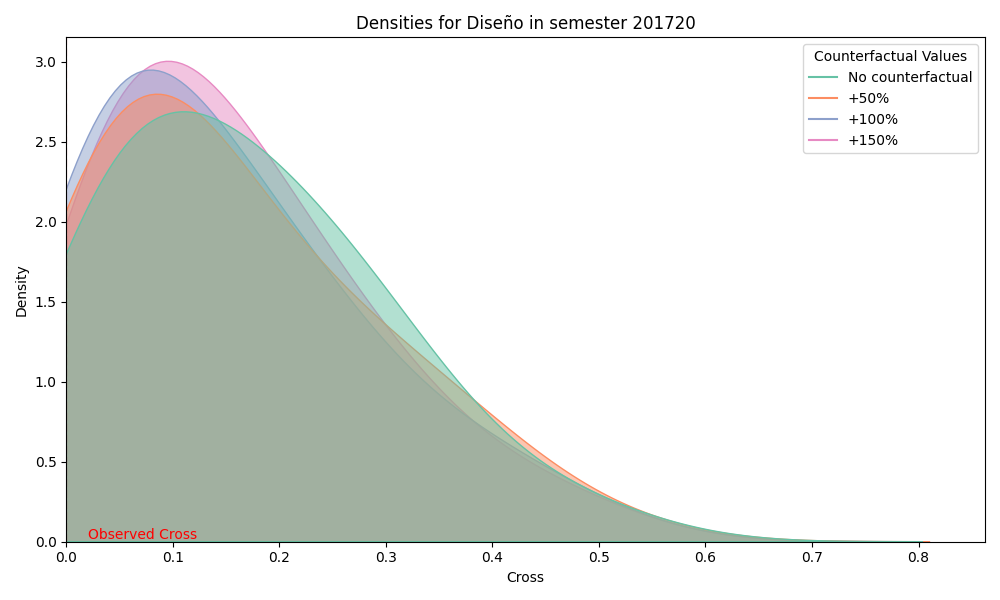 Densities for Diseño in semester 201720
Counterfactual Values
No counterfactual
+50%
+100%
+150%
Density
3.0
2.5
2.0
1.5
1.0
0.5
0.0
Observed Cross
0.0 0.1 0.2 0.3 0.4 0.5 0.6 0.7 0.8
Cross